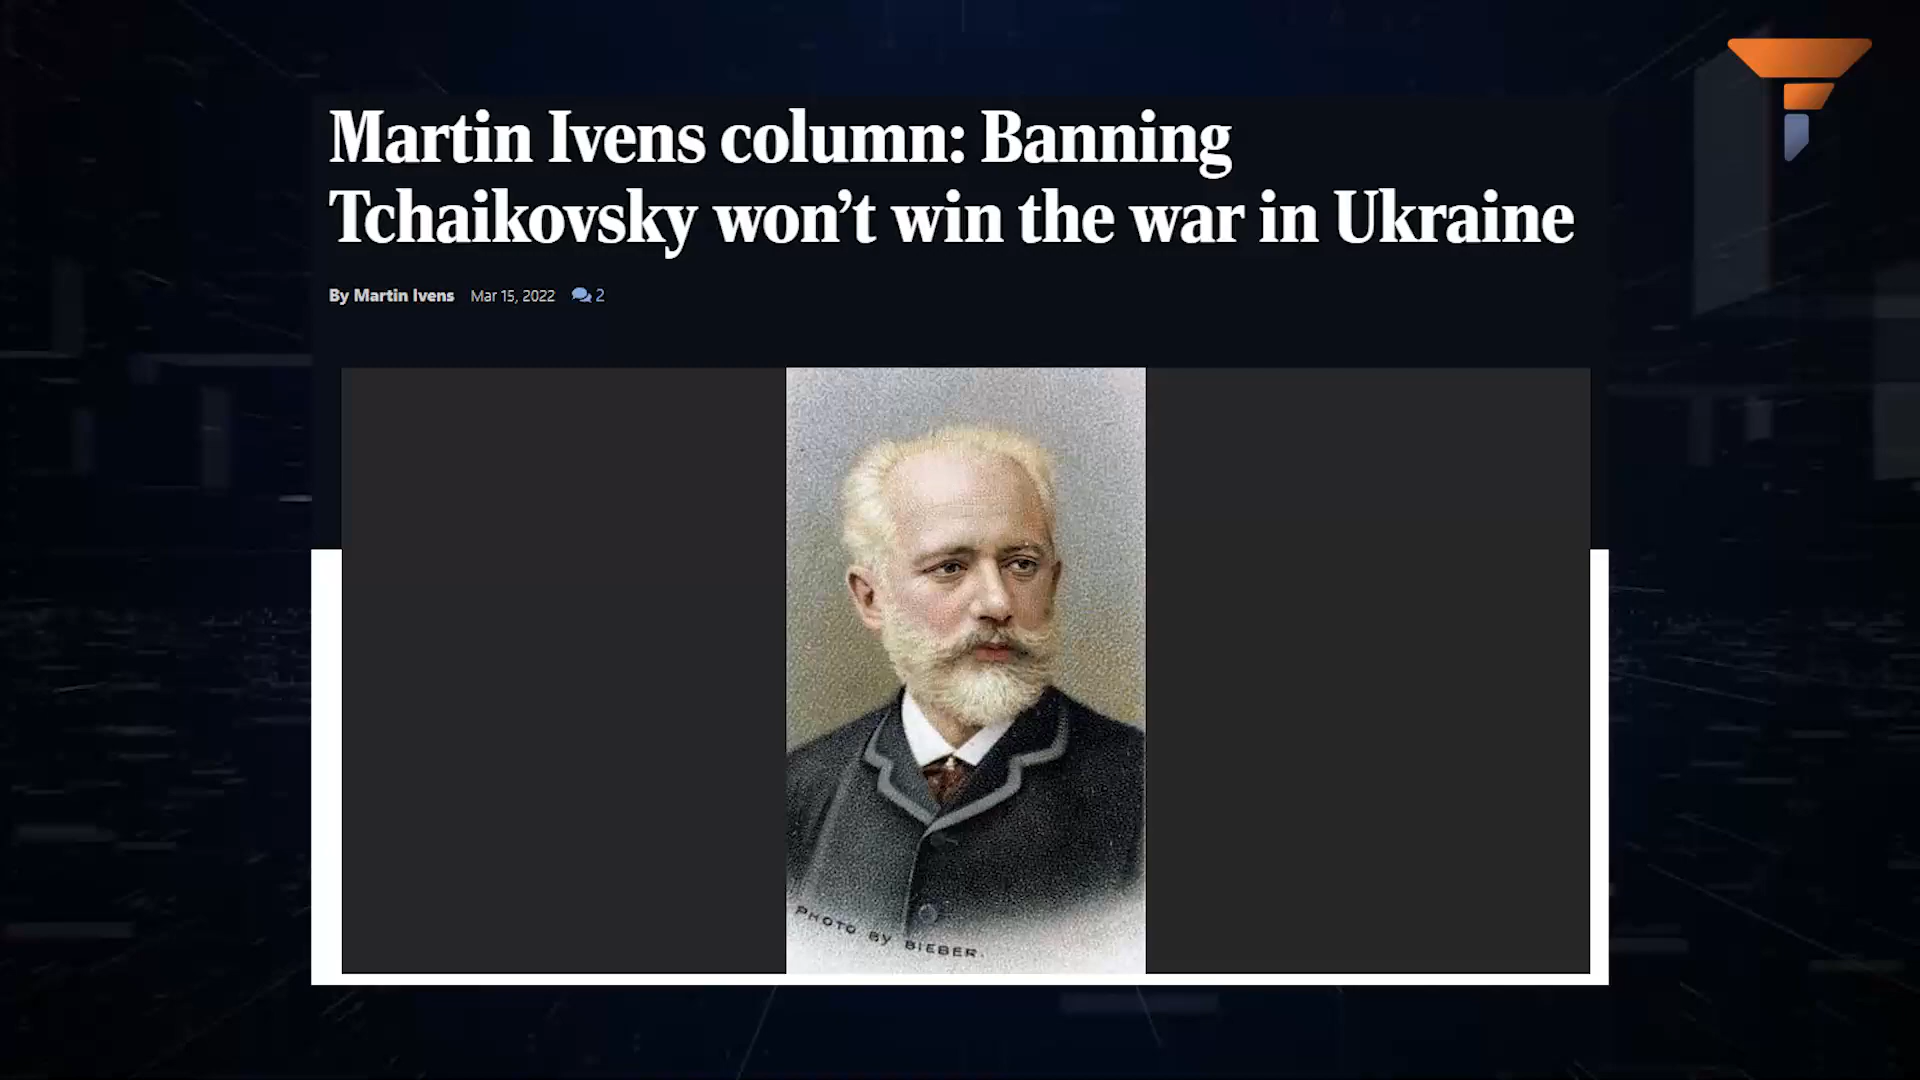 Martin Ivens column: Banning
Tchaikovsky won’t win the war in Ukraine
By Martin Ivens Mar 15, 2022 2
PHOTO BY BIEBER.